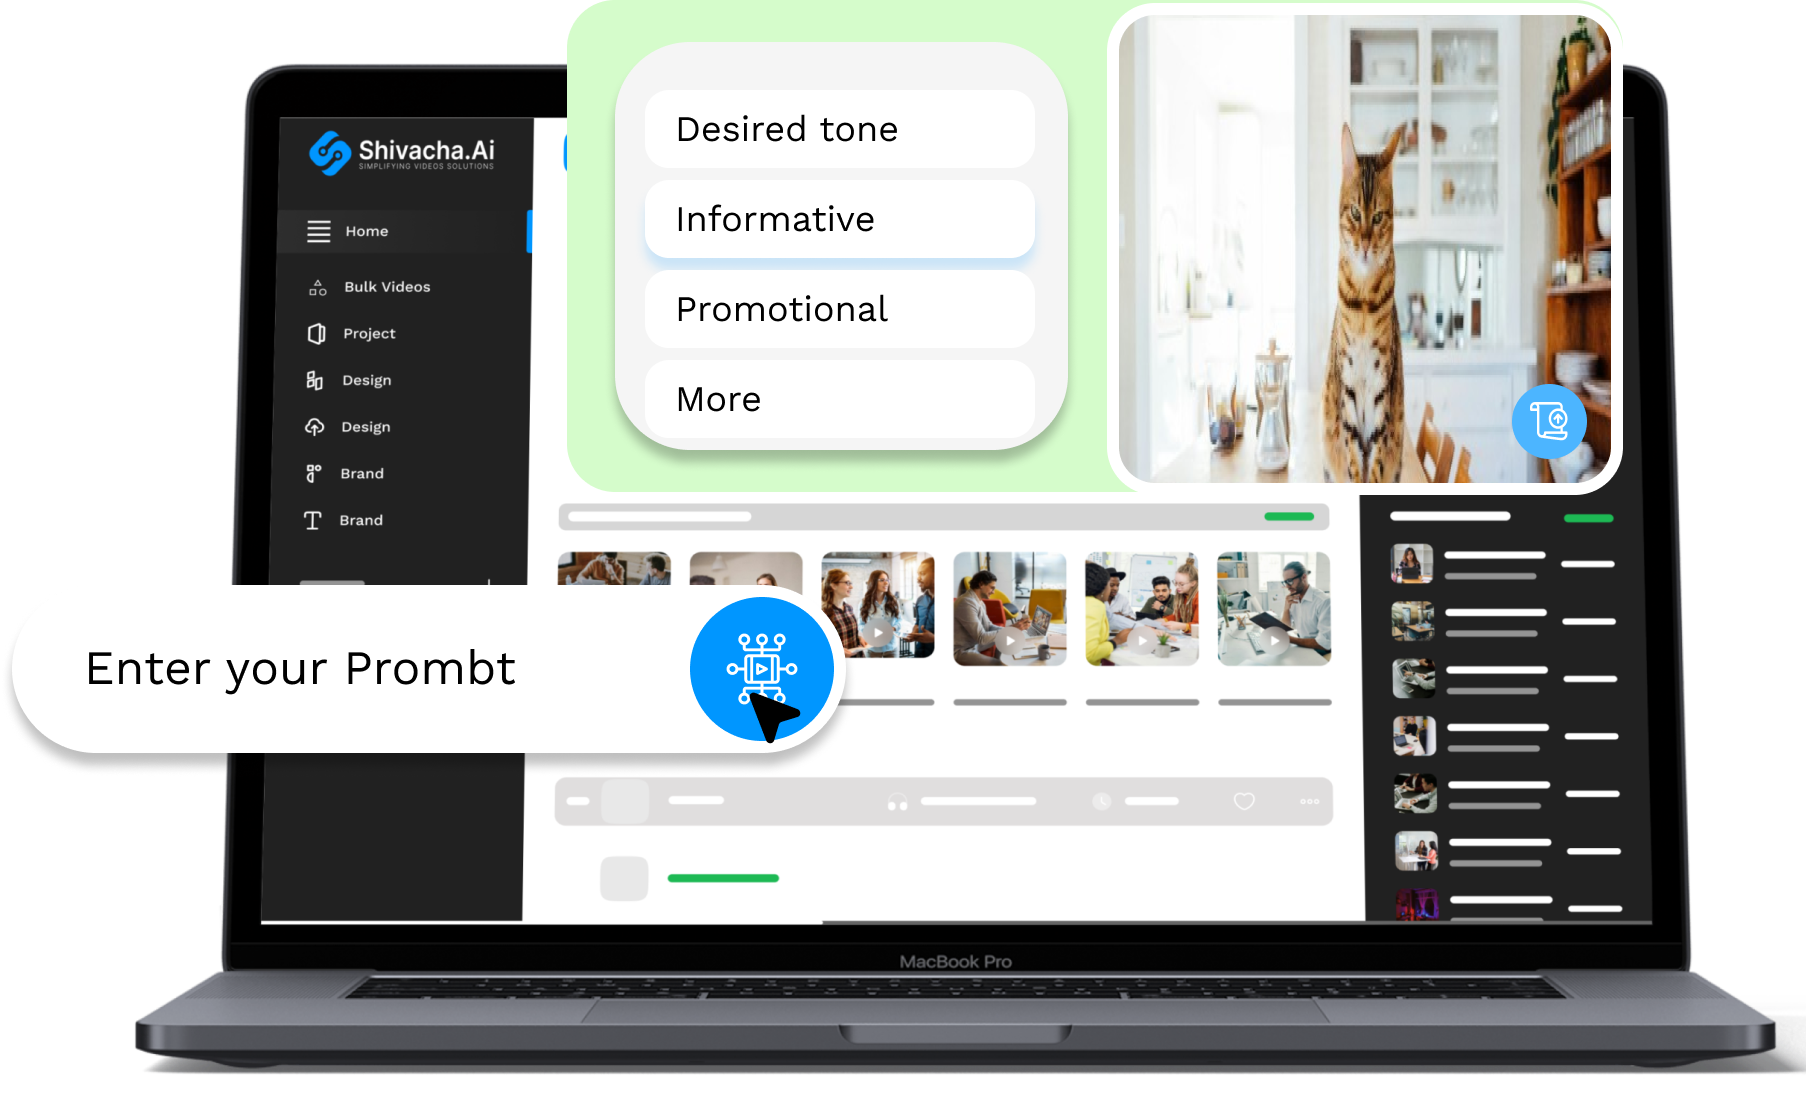 Shivacha.Ai
SIMPLIFYING VIDEOS SOLUTIONS
Home
Bulk Videos
Project
Design
Design
Brand
Brand
Desired tone
Informative
Promotional
More
Enter your Prombt
MacBook Pro